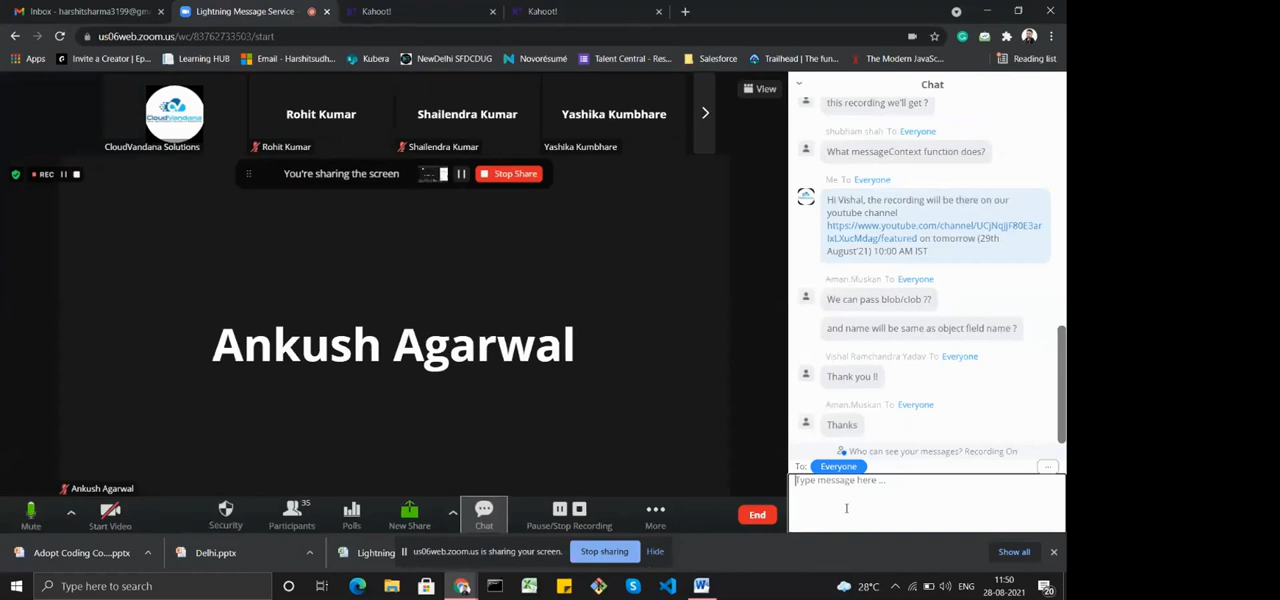 Inbox - harshitsharma3199@gm
Lightning Message Service -
Kahoot!
Kahoot!
us06web.zoom.us/wc/83762733503/start
Apps
Invite a Creator | Ep...
Learning HUB
Email - Harshitsudh...
Kubera
NewDelhi SFDCDUG
Novorésumé
Talent Central - Res...
Salesforce
Trailhead | The fun...
The Modern JavaSc...
Reading list
CloudVandana
CloudVandana Solutions
Rohit Kumar
Rohit Kumar
Shailendra Kumar
Shailendra Kumar
Yashika Kumbhare
Yashika Kumbhare
View
REC
You're sharing the screen
Stop Share
Ankush Agarwal
Ankush Agarwal
Chat
this recording we'll get ?
shubham shah To Everyone
What messageContext function does?
Me To Everyone
Hi Vishal, the recording will be there on our
youtube channel
on tomorrow (29th
August'21) 10:00 AM IST
Aman.Muskan To Everyone
We can pass blob/clob ??
and name will be same as object field name ?
Vishal Ramchandra Yadav To Everyone
Thank you !!
Aman.Muskan To Everyone
Thanks
Who can see your messages? Recording On
To: Everyone
...
Type message here ...
Mute
Start Video
Security
35
Participants
Polls
New Share
Chat
Pause/Stop Recording
More
End
Adopt Coding Co....pptx
Delhi.pptx
Lightning
us06web.zoom.us is sharing your screen.
Stop sharing
Hide
Show all
Type here to search
28°C
ENG
11:50
28-08-2021
20